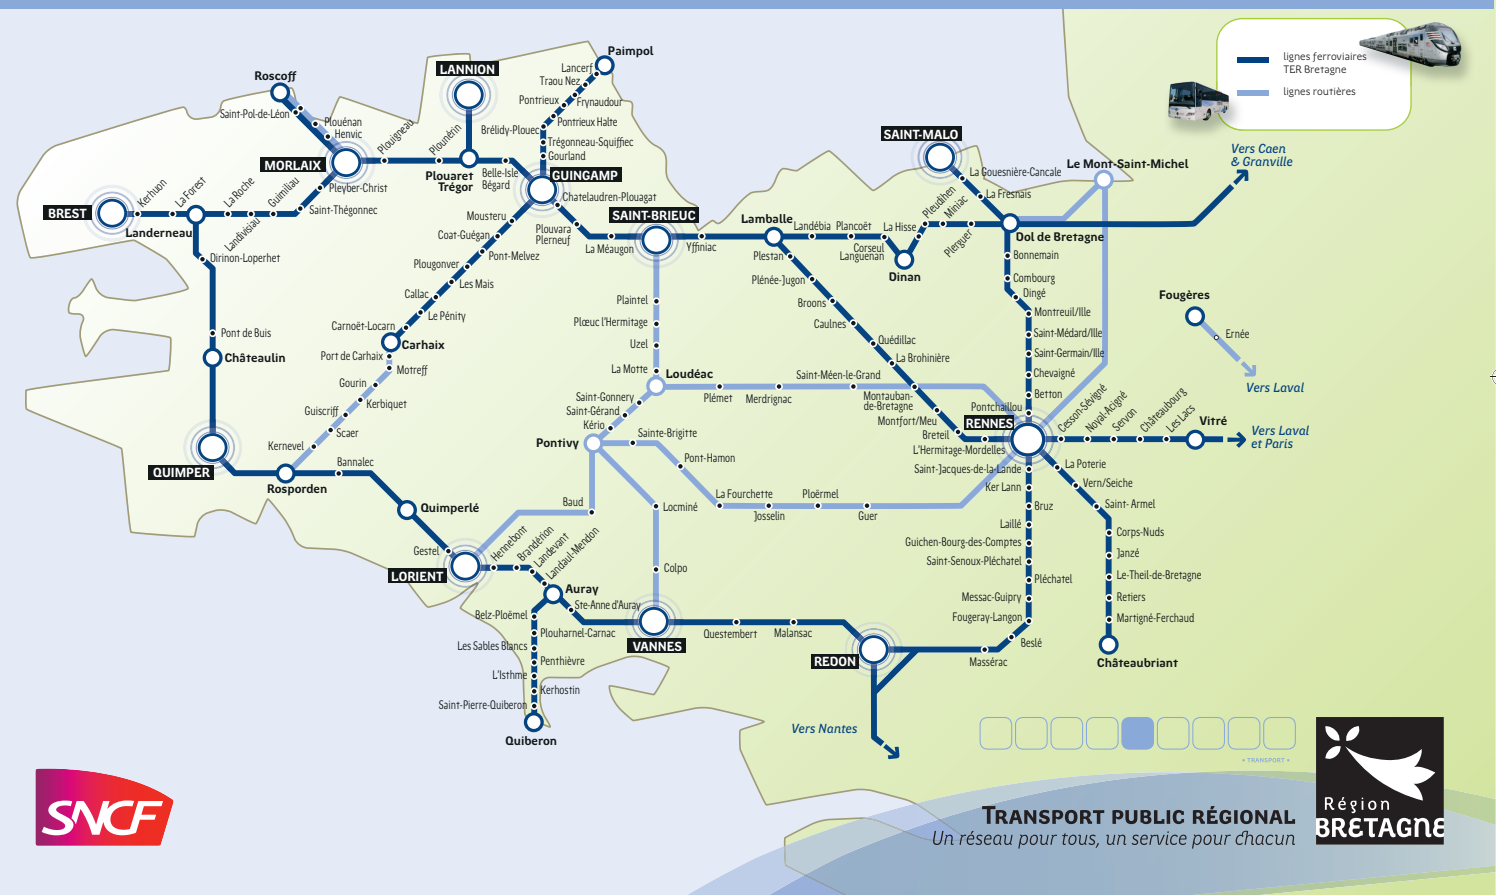 lignes ferroviaires
TER Bretagne
lignes routières
Paimpol
Lancerf
Traou Nez
Pontrieux
Frynaudour
Pontrieux Halte
Brélidy-Plouec
Trégonneau-Squiffiec
Gourland
LANNION
Roscoff
Saint-Pol-de-Léon
Plouénan
Henvic
MORLAIX
Plouigneau
Plounérin
Plouaret
Trégor
Belle-Isle
Bégard
GUINGAMP
Pleyber-Christ
Saint-Thégonnec
Guimiliau
Landivisiau
La Roche
La Forest
Kerhuon
BREST
Landerneau
Dirinon-Loperhet
Pont de Buis
Châteaulin
QUIMPER
Chatelaudren-Plouagat
Plouvara
Plerneuf
La Méaugon
SAINT-BRIEUC
Yffiniac
Mousteru
Coat-Guégan
Pont-Melvez
Plougonver
Les Mais
Callac
Le Pénity
Carnoët-Locarn
Carhaix
Port de Carhaix
Motreff
Gourin
Kerbiquet
Guiscriff
Scaer
Kernevel
Rosporden
Bannalec
Quimperlé
Gestel
LORIENT
Lamballe
Landébia
Plancoët
La Hisse
Corseul
Languenan
Dinan
Pleudihen
Miniac
Plerguer
SAINT-MALO
La Gouesnière-Cancale
La Fresnais
Le Mont-Saint-Michel
Dol de Bretagne
Vers Caen
& Granville
Plestan
Plénée-Jugon
Broons
Caulnes
Quédillac
La Brohinière
Montauban-
de-Bretagne
Montfort/Meu
Breteil
L'Hermitage-Mordelles
Bonnemain
Combourg
Dingé
Montreuil/Ille
Saint-Médard/Ille
Saint-Germain/Ille
Chevaigné
Betton
Pontchaillou
RENNES
Fougères
Ernée
Vers Laval
Cesson-Sévigné
Noyal-Acigné
Servon
Châteaubourg
Les Lacs
Vitré
Vers Laval
et Paris
Plaintel
Plœuc l'Hermitage
Uzel
La Motte
Loudéac
Plémet
Merdrignac
Saint-Méen-le-Grand
Saint-Gonnery
Saint-Gérand
Kério
Pontivy
Sainte-Brigitte
Pont-Hamon
La Fourchette
Josselin
Ploërmel
Guer
Baud
Locminé
Colpo
Saint-Jacques-de-la-Lande
Ker Lann
Bruz
Laillé
Guichen-Bourg-des-Comptes
Saint-Senoux-Pléchatel
Pléchatel
Messac-Guipry
Fougeray-Langon
Beslé
Massérac
La Poterie
Vern/Seiche
Saint- Armel
Corps-Nuds
Janzé
Le-Theil-de-Bretagne
Retiers
Martigné-Ferchaud
Châteaubriant
Hennebont
Brandérion
Landevant
Landaul-Mendon
Auray
Ste-Anne d'Auray
VANNES
Questembert
Malansac
REDON
Vers Nantes
Belz-Ploëmel
Plouharnel-Carnac
Les Sables Blancs
Penthièvre
L'Isthme
Kerhostin
Saint-Pierre-Quiberon
Quiberon
• TRANSPORT •
SNCF
TRANSPORT PUBLIC RÉGIONAL
Un réseau pour tous, un service pour chacun
Région
BRETAGNE